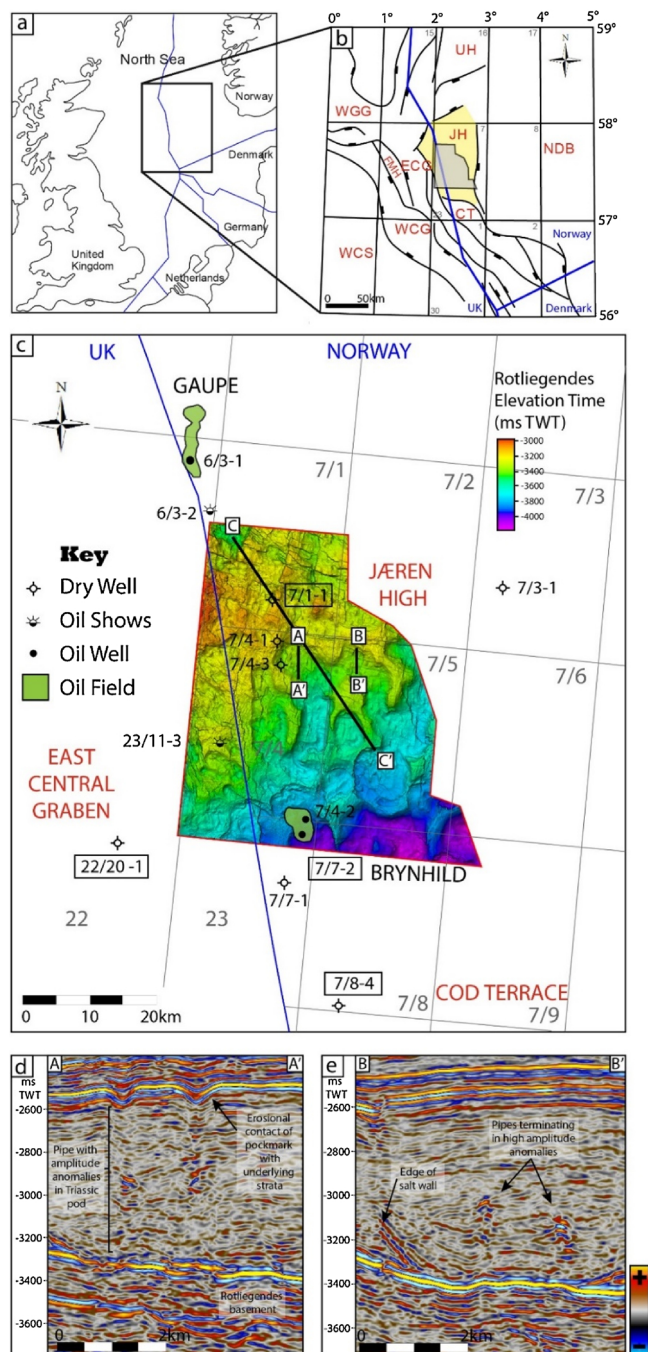 a
North Sea
Norway
Denmark
Germany
United
Kingdom
Netherlands
0° 1° 2° 3° 4° 5°
b
59°
15 16 17
UH
WGG
58°
JH
7 8
NDB
ECG
FMH
57°
CT
1 2
WCG
WCS
Norway
0 50km
30
UK
Denmark
56°
c
UK
NORWAY
N
GAUPE
Rotliegendes
Elevation Time
(ms TWT)
-3000
-3400
-3600
-3800
-4000
6/3-1
7/1
7/2
7/3
6/3-2
C
Key
Dry Well
Oil Shows
Oil Well
Oil Field
JÆREN
HIGH
7/3-1
7/1-1
7/4-1
A
B
7/4-3
7/5
7/6
A'
B'
23/11-3
7/4
C'
EAST
CENTRAL
GRABEN
7/4-2
22/20 -1
7/7-2
BRYNHILD
7/7-1
22
23
7/8-4
COD TERRACE
0 10 20km
7/8
7/9
d
A
A'
ms
TWT
-2600
-2800
-3000
-3200
-3400
-3600
Pipe with
amplitude
anomalies
in Triassic
pod
Erosional
contact of
pockmark
with
underlying
strata
Rotliegendes
basement
0 2km
e
B
B'
ms
TWT
-2600
-2800
-3000
-3200
-3400
-3600
Pipes terminating
in high amplitude
anomalies
Edge of
salt wall
0 2km
+
-